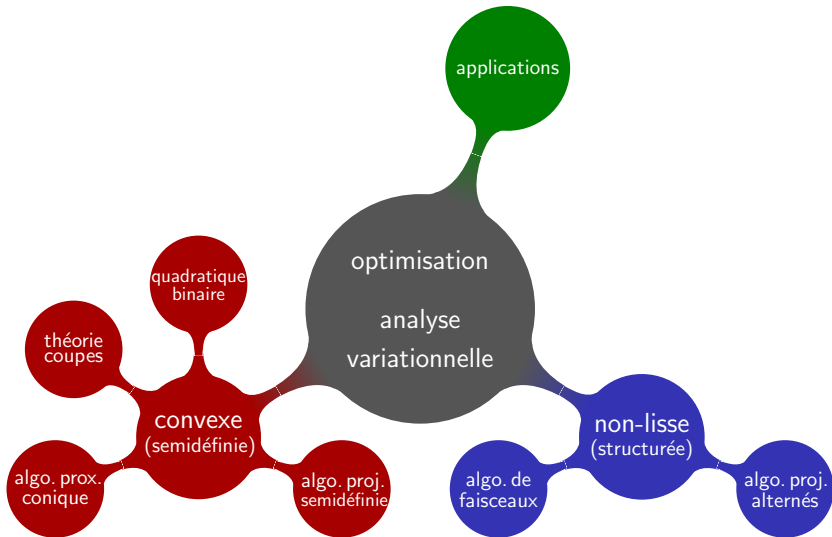 applications
optimisation
analyse
variationnelle
quadratique
binaire
théorie
coupes
convexe
(semidéfinie)
algo. prox.
conique
algo. proj.
semidéfinie
non-lisse
(structurée)
algo. de
faisceaux
algo. proj.
alternés